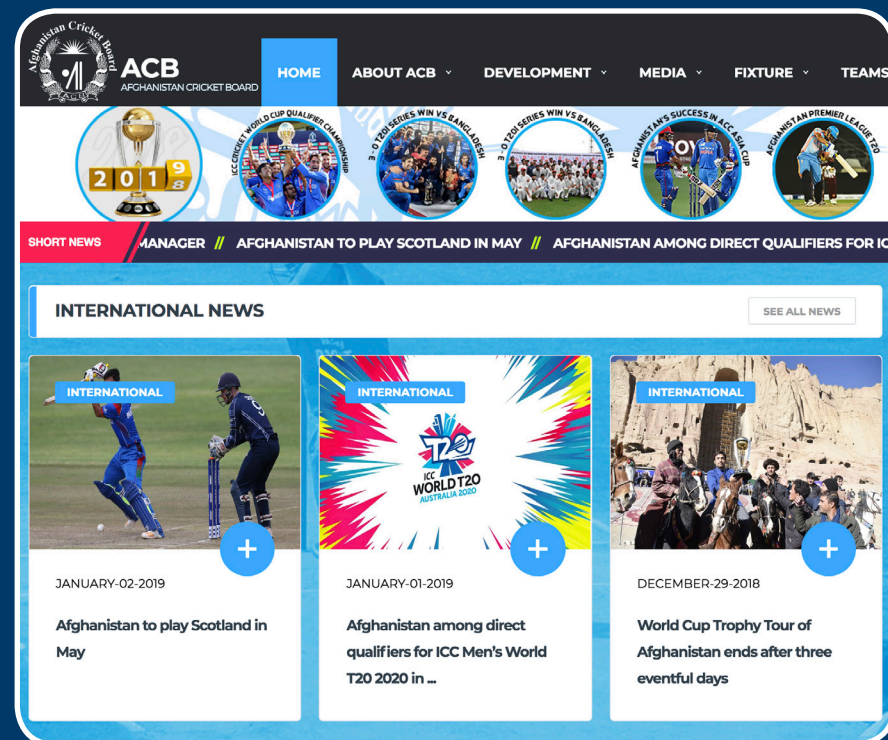 Afghanistan Cricket Board
A C B
ACB
AFGHANISTAN CRICKET BOARD
HOME
ABOUT ACB
DEVELOPMENT
MEDIA
FIXTURE
TEAMS
2019
8
ICC CRICKET WORLD CUP QUALIFIER CHAMPIONSHIP
3 - 0 T20I SERIES WIN VS BANGLADESH
3 - 0 T20I SERIES WIN VS BANGLADESH
AFGHANISTAN'S SUCCESS IN ACC ASIA CUP
AFGHANISTAN PREMIER LEAGUE T20
SHORT NEWS
MANAGER // AFGHANISTAN TO PLAY SCOTLAND IN MAY // AFGHANISTAN AMONG DIRECT QUALIFIERS FOR IC
INTERNATIONAL NEWS
SEE ALL NEWS
INTERNATIONAL
JANUARY-02-2019
Afghanistan to play Scotland in
May
INTERNATIONAL
T20
ICC
WORLD T20
AUSTRALIA 2020
JANUARY-01-2019
Afghanistan among direct
qualifiers for ICC Men's World
T20 2020 in ...
INTERNATIONAL
DECEMBER-29-2018
World Cup Trophy Tour of
Afghanistan ends after three
eventful days